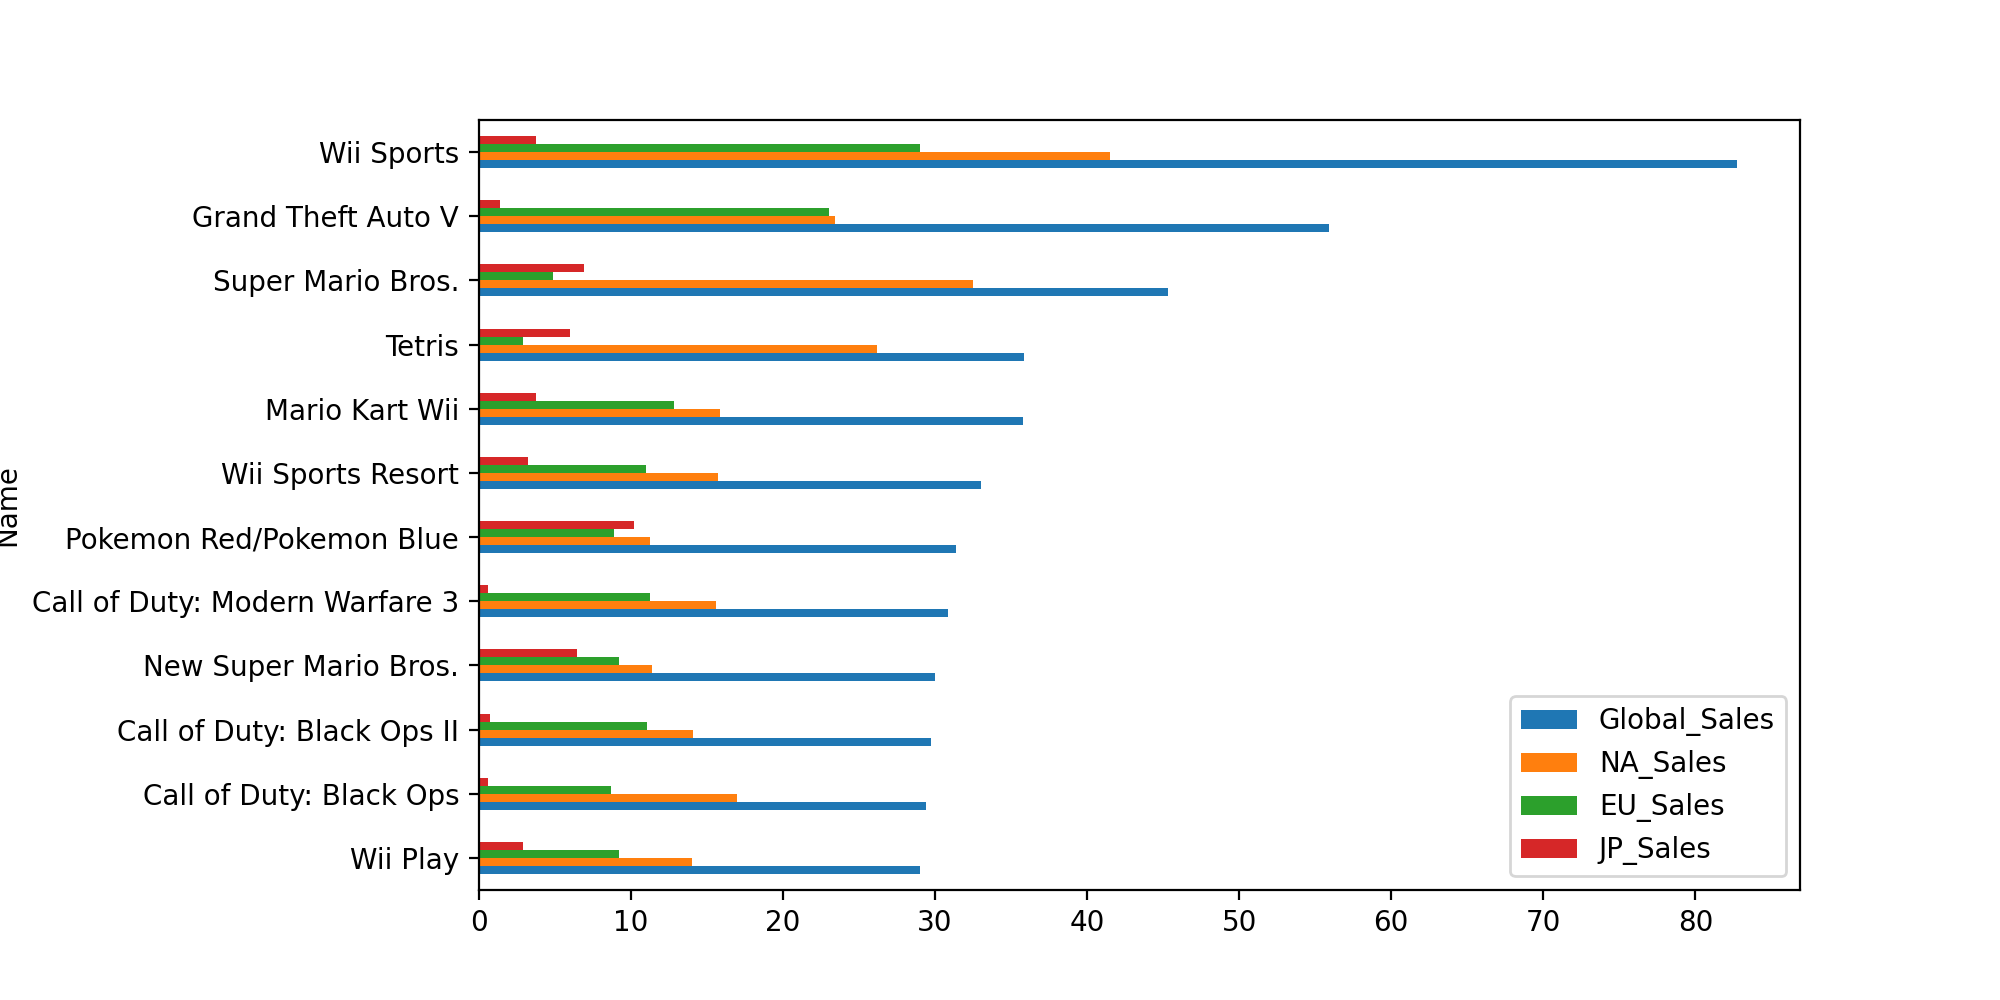 Wii Sports
Grand Theft Auto V
Super Mario Bros.
Tetris
Mario Kart Wii
Wii Sports Resort
Name
Pokemon Red/Pokemon Blue
Call of Duty: Modern Warfare 3
New Super Mario Bros.
Call of Duty: Black Ops II
Call of Duty: Black Ops
Wii Play
Global_Sales
NA_Sales
EU_Sales
JP_Sales
0 10 20 30 40 50 60 70 80